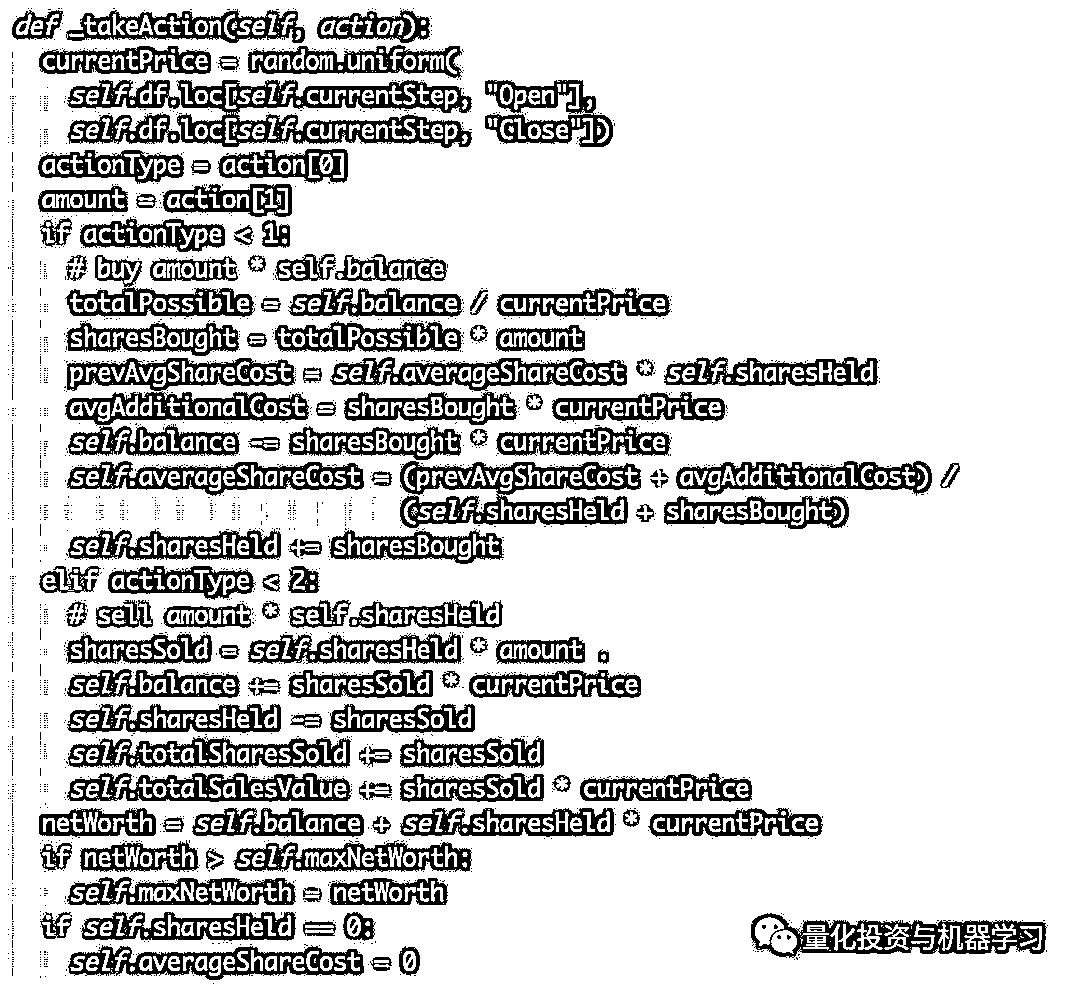 def _takeAction(self, action):
currentPrice = random.uniform(
self.df.loc[self.currentStep, "Open"],
self.df.loc[self.currentStep, "Close"])
actionType = action[0]
amount = action[1]
if actionType < 1:
# buy amount * self.balance
totalPossible = self.balance / currentPrice
sharesBought = totalPossible * amount
prevAvgShareCost = self.averageShareCost * self.sharesHeld
avgAdditionalCost = sharesBought * currentPrice
self.balance -= sharesBought * currentPrice
self.averageShareCost = (prevAvgShareCost + avgAdditionalCost) /
(self.sharesHeld + sharesBought)
self.sharesHeld += sharesBought
elif actionType < 2:
# sell amount * self.sharesHeld
sharesSold = self.sharesHeld * amount .
self.balance += sharesSold * currentPrice
self.sharesHeld -= sharesSold
self.totalSharesSold += sharesSold
self.totalSalesValue += sharesSold * currentPrice
netWorth = self.balance + self.sharesHeld * currentPrice
if netWorth > self.maxNetWorth:
self.maxNetWorth = netWorth
if self.sharesHeld == 0:
self.averageShareCost = 0
量化投资与机器学习